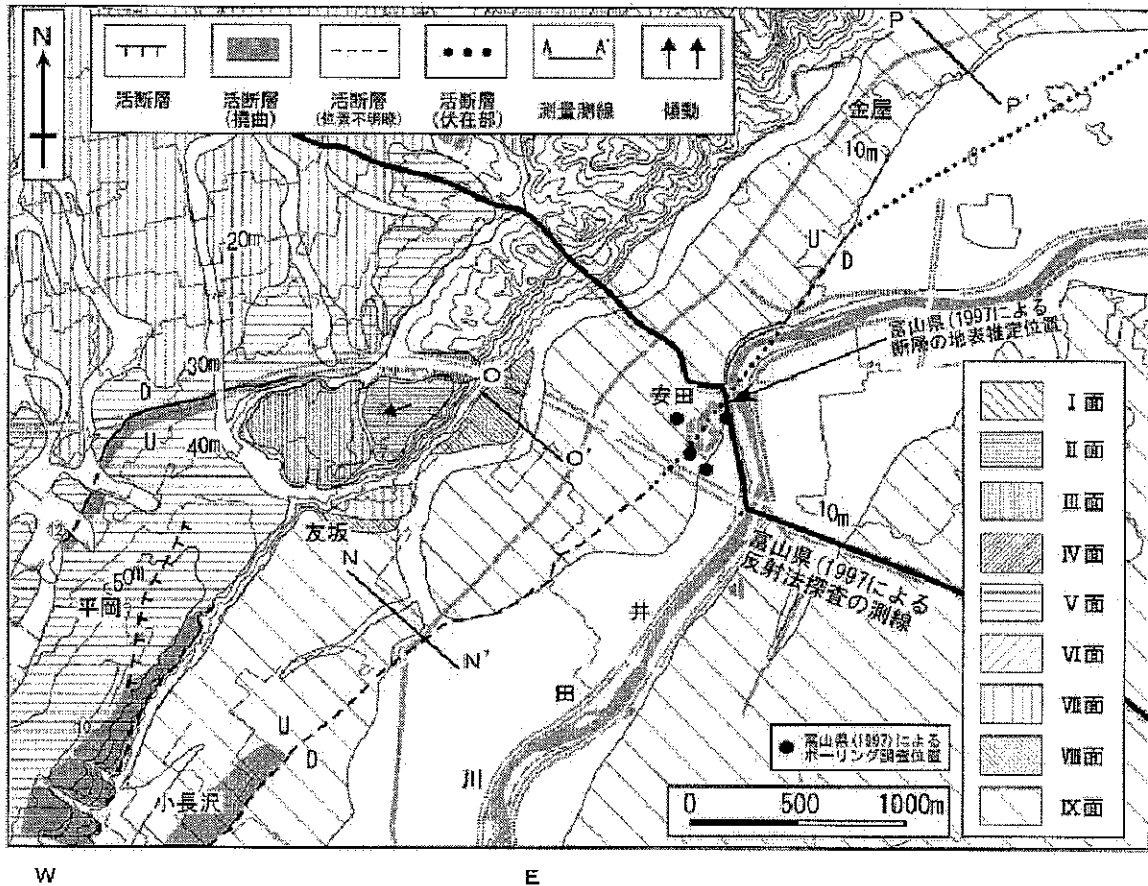 N
活断層
活断層
(撓曲)
活断層
(位置不明瞭)
活断層
(伏在部)
A A'
測量測線
傾動
P
P'
金屋
10m
U
D
20m
富山県(1997)による
断層の地表推定位置
30m
D
U
40m
O
O'
安田
友坂
N
N'
10m
富山県(1997)による
反射法探査の測線
50m
平岡
10
U
D
小長沢
井
田
川
富山県(1997)による
ボーリング調査位置
0 500 1000m
I面
II面
III面
IV面
V面
VI面
VII面
VIII面
IX面
W E